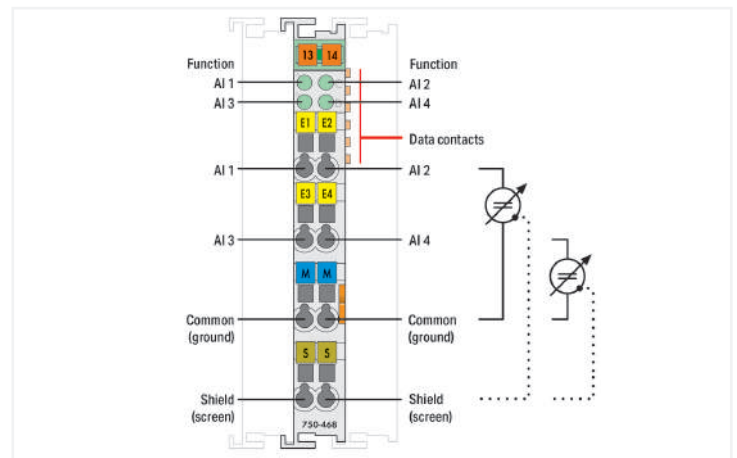 13 14
Function Function
AI 1 AI 2
AI 3 AI 4
E1 E2
Data contacts
AI 1 AI 2
E3 E4
AI 3 AI 4
M M
Common Common
(ground) (ground)
S S
Shield Shield
(screen) (screen)
750-468